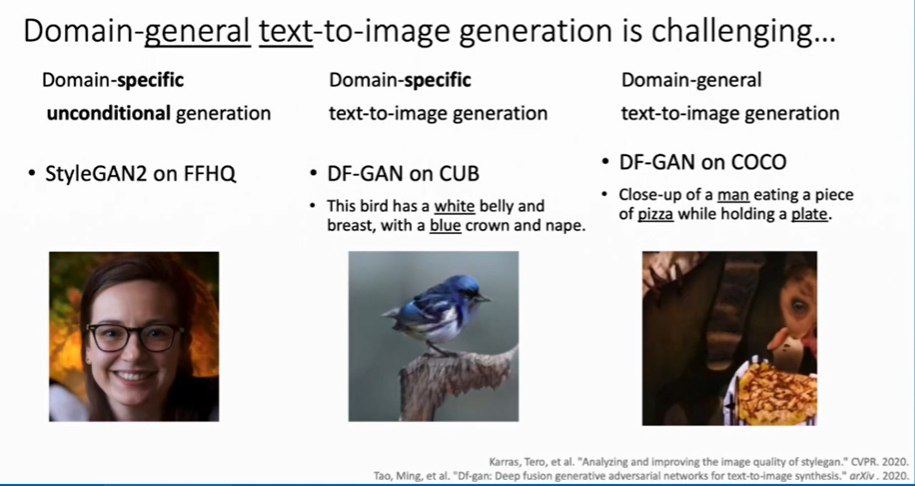 Domain-general text-to-image generation is challenging...
Domain-specific
unconditional generation
• StyleGAN2 on FFHQ
Domain-specific
text-to-image generation
• DF-GAN on CUB
• This bird has a white belly and
breast, with a blue crown and nape.
Domain-general
text-to-image generation
• DF-GAN on COCO
• Close-up of a man eating a piece
of pizza while holding a plate.
Karras, Tero, et al. "Analyzing and improving the image quality of stylegan." CVPR. 2020.
Tao, Ming, et al. "Df-gan: Deep fusion generative adversarial networks for text-to-image synthesis." arXiv . 2020.